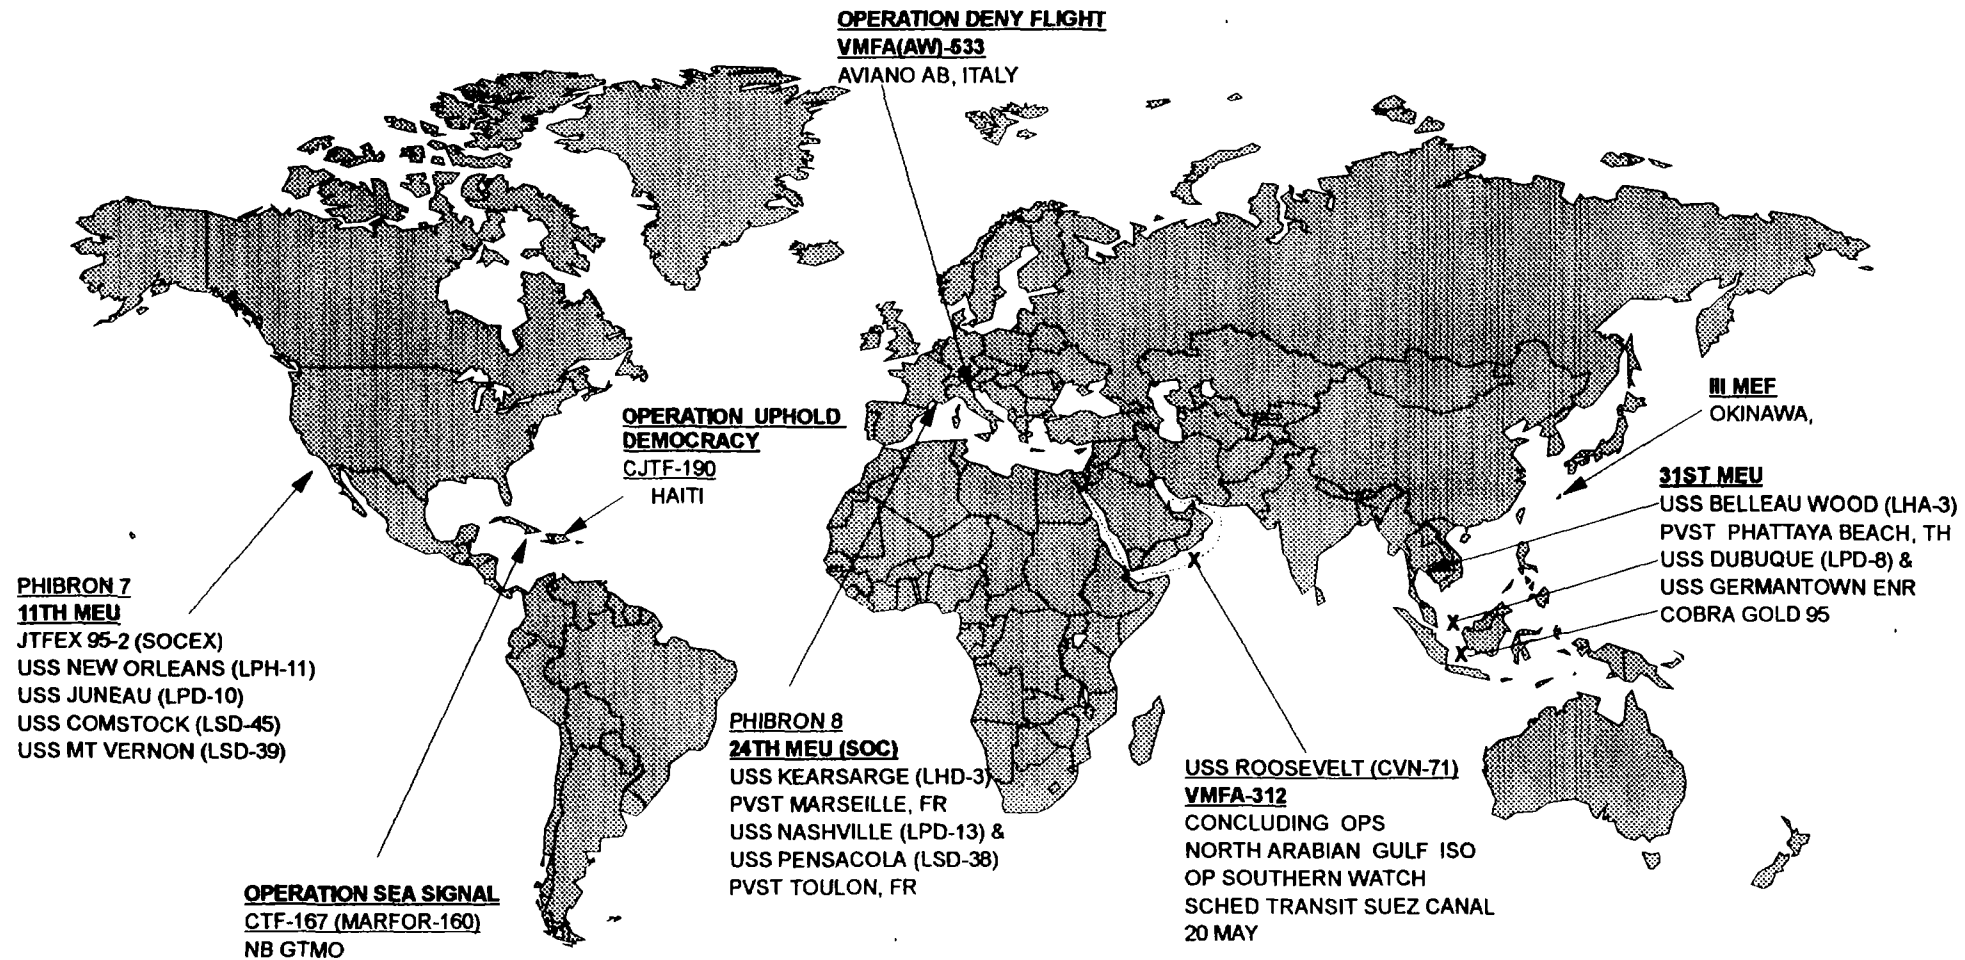 OPERATION DENY FLIGHT
VMFA(AW)-533
AVIANO AB, ITALY
OPERATION UPHOLD
DEMOCRACY
CJTF-190
HAITI
III MEF
OKINAWA,
31ST MEU
USS BELLEAU WOOD (LHA-3)
PVST PHATTAYA BEACH, TH
USS DUBUQUE (LPD-8) &
USS GERMANTOWN ENR
COBRA GOLD 95
PHIBRON 7
11TH MEU
JTFEX 95-2 (SOCEX)
USS NEW ORLEANS (LPH-11)
USS JUNEAU (LPD-10)
USS COMSTOCK (LSD-45)
USS MT VERNON (LSD-39)
PHIBRON 8
24TH MEU (SOC)
USS KEARSARGE (LHD-3)
PVST MARSEILLE, FR
USS NASHVILLE (LPD-13) &
USS PENSACOLA (LSD-38)
PVST TOULON, FR
USS ROOSEVELT (CVN-71)
VMFA-312
CONCLUDING OPS
NORTH ARABIAN GULF ISO
OP SOUTHERN WATCH
SCHED TRANSIT SUEZ CANAL
20 MAY
OPERATION SEA SIGNAL
CTF-167 (MARFOR-160)
NB GTMO
X
X
X